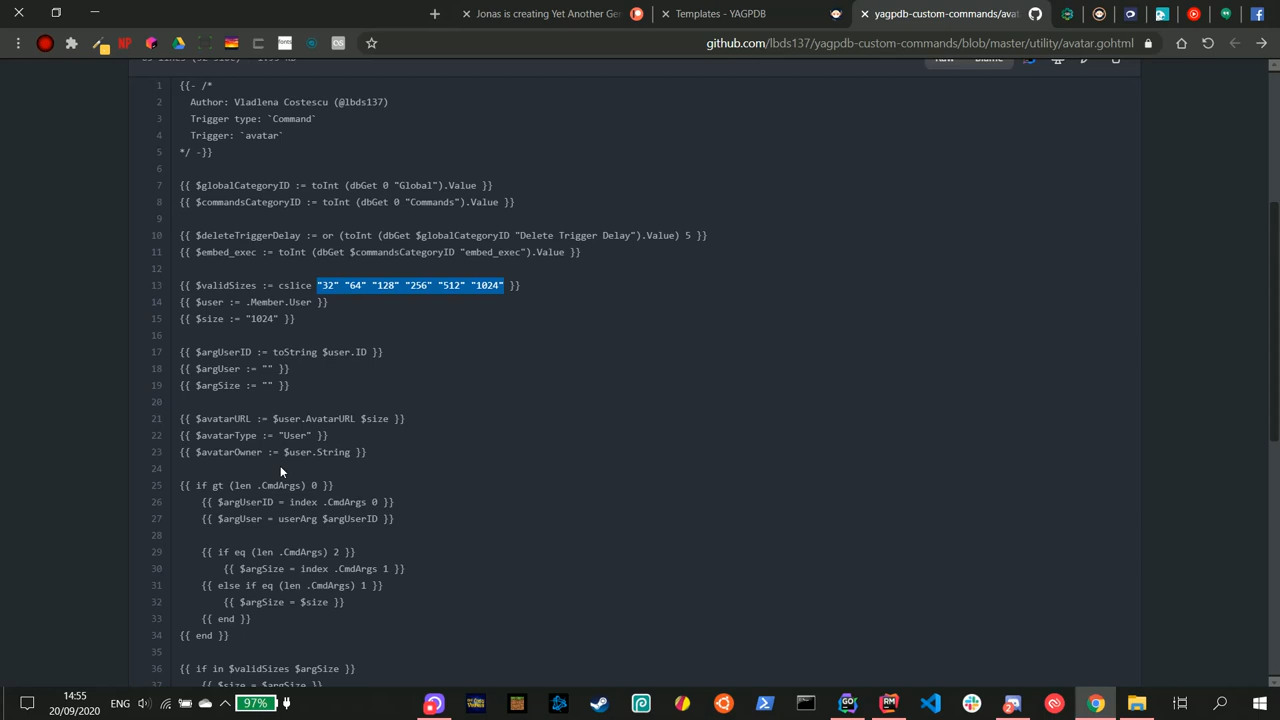 Jonas is creating Yet Another Ger
Templates - YAGPDB
yagpdb-custom-commands/avat
github.com/lbds137/yagpdb-custom-commands/blob/master/utility/avatar.gohtml
1 {{- /*
2 Author: Vladlena Costescu (@lbds137)
3 Trigger type: `Command`
4 Trigger: `avatar`
5 */ -}}
6
7 {{ $globalCategoryID := toInt (dbGet 0 "Global").Value }}
8 {{ $commandsCategoryID := toInt (dbGet 0 "Commands").Value }}
9
10 {{ $deleteTriggerDelay := or (toInt (dbGet $globalCategoryID "Delete Trigger Delay").Value) 5 }}
11 {{ $embed_exec := toInt (dbGet $commandsCategoryID "embed_exec").Value }}
12
13 {{ $validSizes := cslice "32" "64" "128" "256" "512" "1024" }}
14 {{ $user := .Member.User }}
15 {{ $size := "1024" }}
16
17 {{ $argUserID := toString $user.ID }}
18 {{ $argUser := "" }}
19 {{ $argSize := "" }}
20
21 {{ $avatarURL := $user.AvatarURL $size }}
22 {{ $avatarType := "User" }}
23 {{ $avatarOwner := $user.String }}
24
25 {{ if gt (len .CmdArgs) 0 }}
26 {{ $argUserID = index .CmdArgs 0 }}
27 {{ $argUser = userArg $argUserID }}
28
29 {{ if eq (len .CmdArgs) 2 }}
30 {{ $argSize = index .CmdArgs 1 }}
31 {{ else if eq (len .CmdArgs) 1 }}
32 {{ $argSize = $size }}
33 {{ end }}
34 {{ end }}
35
36 {{ if in $validSizes $argSize }}
37 {{ $size = $argSize }}
14:55
20/09/2020
ENG
97%